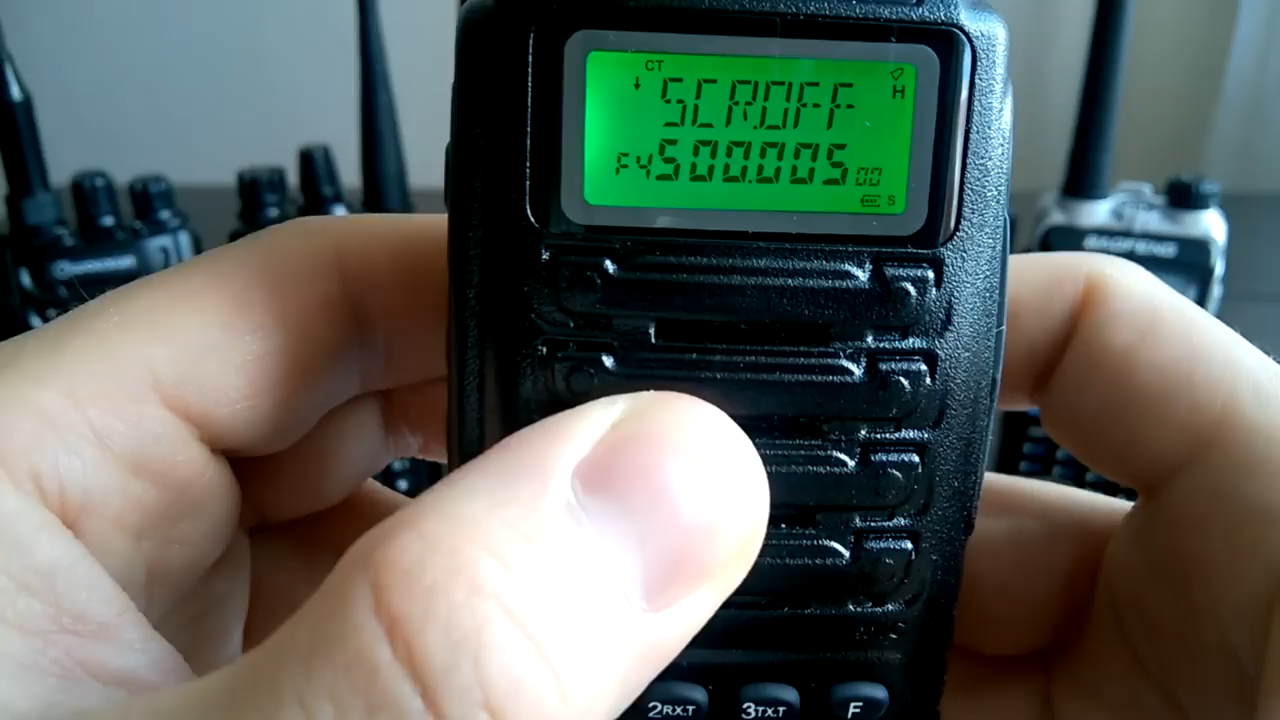 CT
↓ SCR.OFF H
F4 500.005 00
S
BAOFENG
2RX.T 3TX.T F